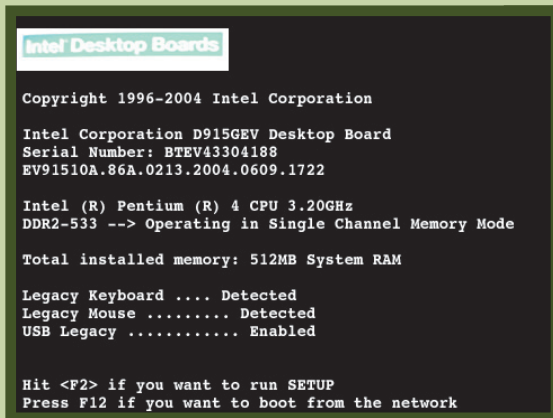 Intel® Desktop Boards
Copyright 1996-2004 Intel Corporation
Intel Corporation D915GEV Desktop Board
Serial Number: BTEV43304188
EV91510A.86A.0213.2004.0609.1722
Intel (R) Pentium (R) 4 CPU 3.20GHz
DDR2-533 --> Operating in Single Channel Memory Mode
Total installed memory: 512MB System RAM
Legacy Keyboard .... Detected
Legacy Mouse ......... Detected
USB Legacy ............ Enabled
Hit <F2> if you want to run SETUP
Press F12 if you want to boot from the network